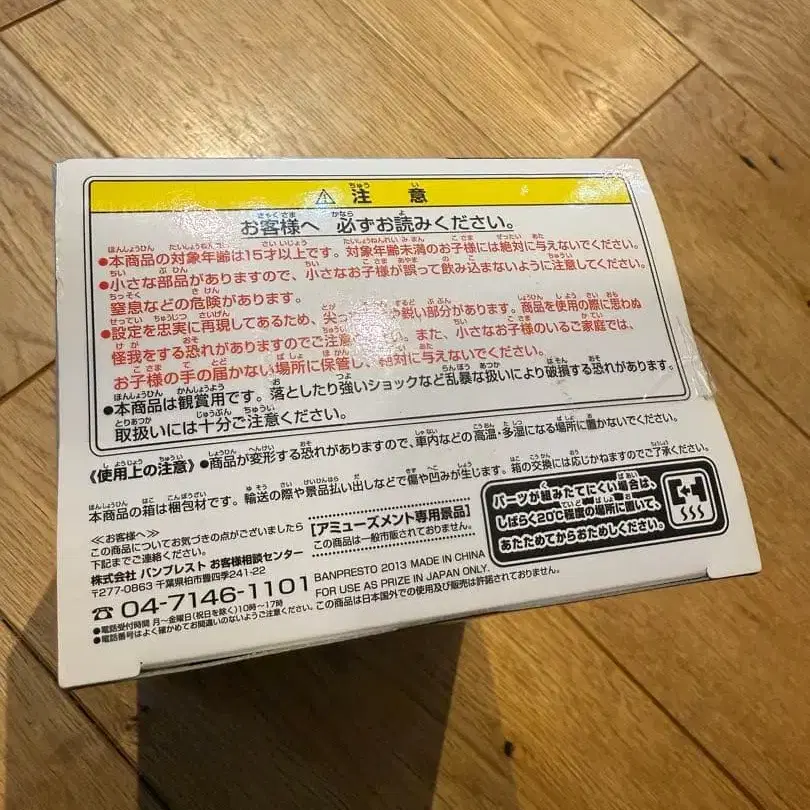 ⚠ 注意
お客様へ 必ずお読みください。
●本商品の対象年齢は15才以上です。対象年齢未満のお子様には絶対に与えないでください。
●小さな部品がありますので、小さなお子様が誤って飲み込まないように注意してください。
窒息などの危険があります。
●設定を忠実に再現してあるため、尖っ や鋭い部分があります。商品を使用の際に思わぬ
怪我をする恐れがありますのでご注意 い。また、小さなお子様のいるご家庭では、
お子様の手の届かない場所に保管し、絶対に与えないでください。
●本商品は観賞用です。落としたり強いショックなど乱暴な扱いにより破損する恐れがあります。
取扱いには十分ご注意ください。
《使用上の注意》●商品が変形する恐れがありますので、車内などの高温・多湿になる場所に置かないでください。
本商品の箱は梱包材です。輸送の際や景品払い出しなどで傷や凹みが生じます。箱の交換には応じかねますのでご了承ください。
≪お客様へ≫
この商品についてお気づきの点がございましたら
下記までご連絡ください。
株式会社 バンプレスト お客様相談センター
〒277-0863 千葉県柏市豊四季241-22
☎ 04-7146-1101
●電話受付時間 月～金曜日(祝日を除く)10時～17時
●電話番号はよく確かめてお間違いのないようご注意ください。
[アミューズメント専用景品]
この商品は一般市販されておりません。
BANPRESTO 2013 MADE IN CHINA
FOR USE AS PRIZE IN JAPAN ONLY.
この商品は日本国外での使用及び販売は許諾されておりません。
パーツが組みたてにくい場合は、
しばらく20℃程度の場所に置いて、
あたためてからおためしください。